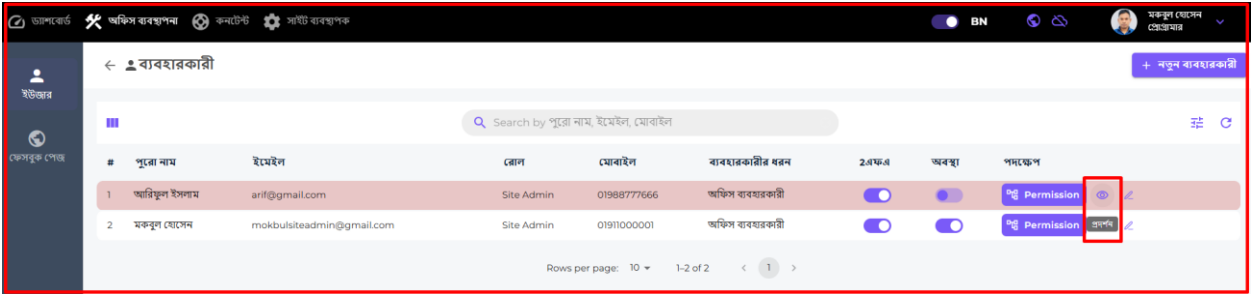 ড্যাশবোর্ড অফিস ব্যবস্থাপনা কনটেন্ট সাইট ব্যবস্থাপক BN মকবুল হোসেন
প্রোগ্রামার
← ব্যবহারকারী + নতুন ব্যবহারকারী
ইউজার
ফেসবুক পেজ
Search by পুরো নাম, ইমেইল, মোবাইল
# পুরো নাম ইমেইল রোল মোবাইল ব্যবহারকারীর ধরন ২এফএ অবস্থা পদক্ষেপ
1 আরিফুল ইসলাম arif@gmail.com Site Admin 01988777666 অফিস ব্যবহারকারী Permission
2 মকবুল হোসেন mokbulsiteadmin@gmail.com Site Admin 01911000001 অফিস ব্যবহারকারী Permission প্রদর্শন
Rows per page: 10 1–2 of 2 < 1 >